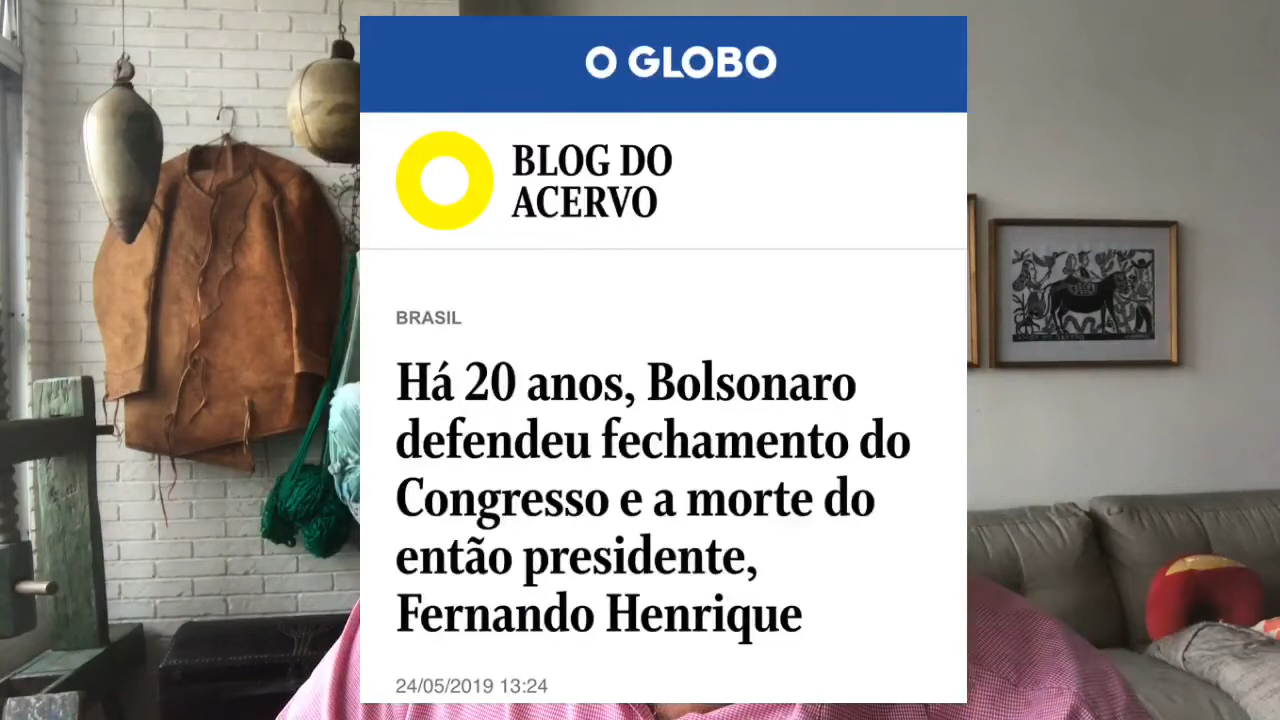 O GLOBO
BLOG DO
ACERVO
BRASIL
Há 20 anos, Bolsonaro
defendeu fechamento do
Congresso e a morte do
então presidente,
Fernando Henrique
24/05/2019 13:24